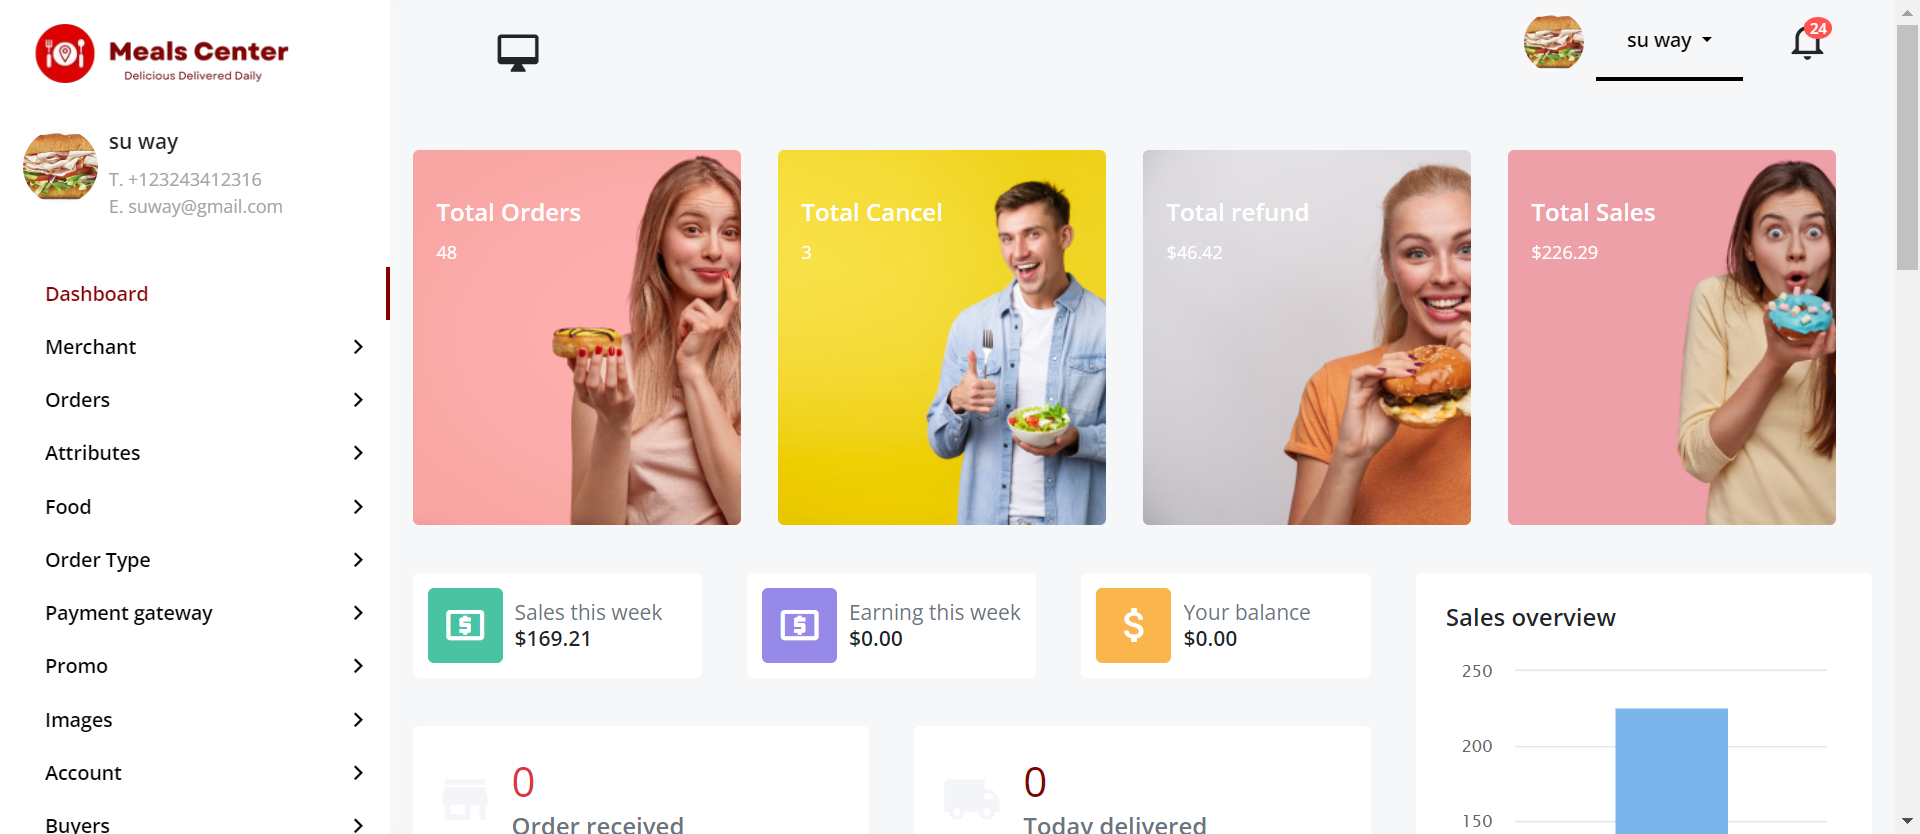 Meals Center
Delicious Delivered Daily
su way
T. +123243412316
E. suway@gmail.com
Dashboard
Merchant
Orders
Attributes
Food
Order Type
Payment gateway
Promo
Images
Account
Buyers
su way
24
Total Orders
48
Total Cancel
3
Total refund
$46.42
Total Sales
$226.29
Sales this week
$169.21
Earning this week
$0.00
Your balance
$0.00
Sales overview
250
200
150
0
Order received
0
Today delivered